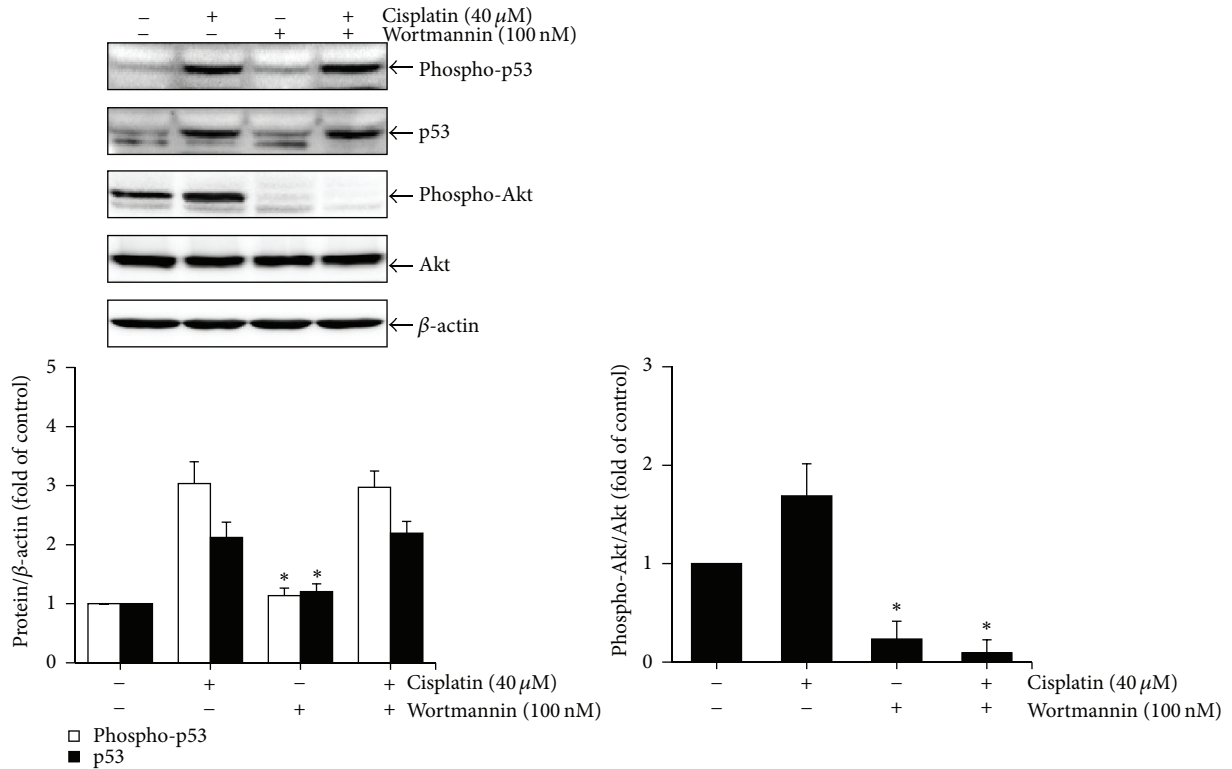 − + − + Cisplatin (40 μM)
− − + + Wortmannin (100 nM)
Phospho-p53
p53
Phospho-Akt
Akt
β-actin
Protein/β-actin (fold of control)
5
4
3
2
1
0
* *
− + − + Cisplatin (40 μM)
− − + + Wortmannin (100 nM)
Phospho-p53
p53
Phospho-Akt/Akt (fold of control)
3
2
1
0
* *
− + − + Cisplatin (40 μM)
− − + + Wortmannin (100 nM)